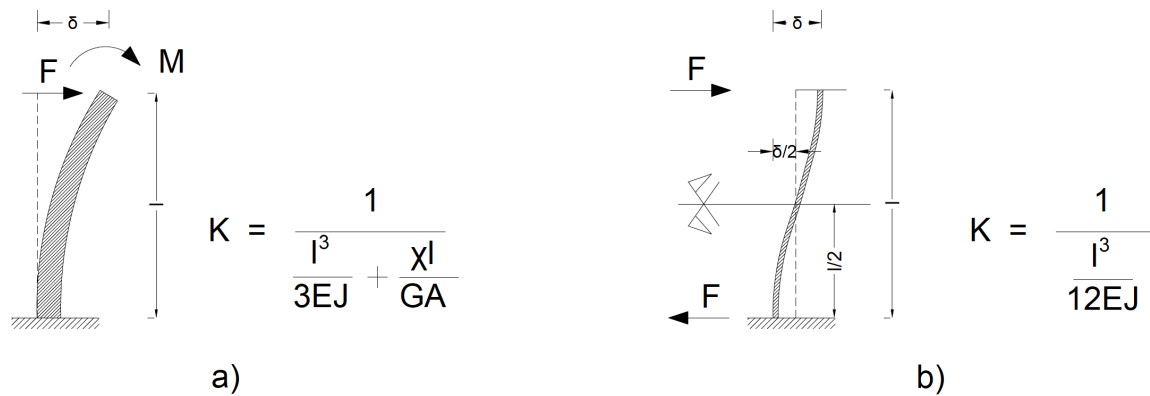 δ
F
M
l
K = 1 / (l³/3EJ + χl/GA)
a)
δ
F
δ/2
l
l/2
F
K = 1 / (l³/12EJ)
b)